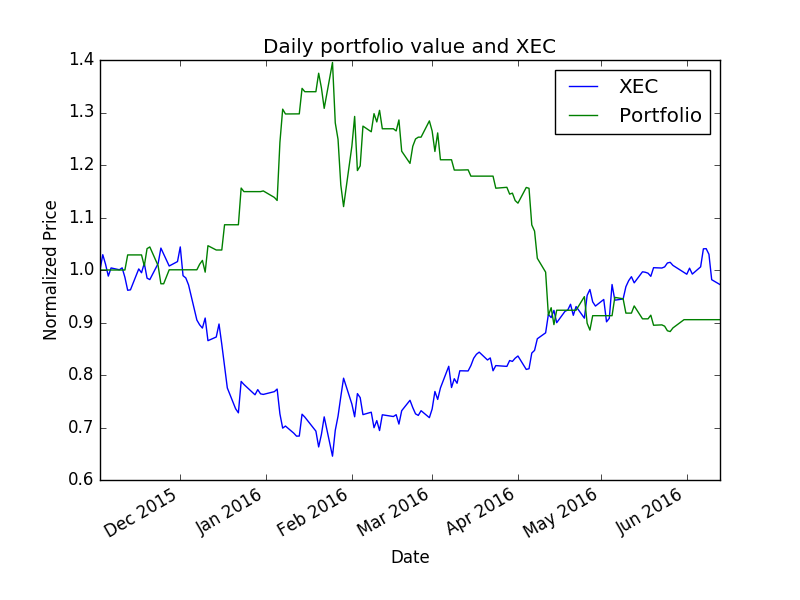 Daily portfolio value and XEC
XEC
Portfolio
1.4
1.3
1.2
1.1
1.0
0.9
0.8
0.7
0.6
Normalized Price
Dec 2015
Jan 2016
Feb 2016
Mar 2016
Apr 2016
May 2016
Jun 2016
Date